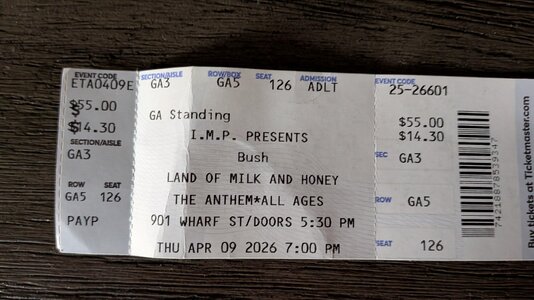 EVENT CODE
ETA0409E
$55.00
$14.30
SECTION/AISLE
GA3
ROW SEAT
GA5 126
PAYP
SECTION/AISLE ROW/BOX SEAT ADMISSION
GA3 GA5 126 ADLT
GA Standing
I.M.P. PRESENTS
Bush
LAND OF MILK AND HONEY
THE ANTHEM*ALL AGES
901 WHARF ST/DOORS 5:30 PM
THU APR 09 2026 7:00 PM
EVENT CODE
25-26601
$55.00
$14.30
SEC GA3
ROW GA5
SEAT 126
742188878539347
Buy tickets at Ticketmaster.com